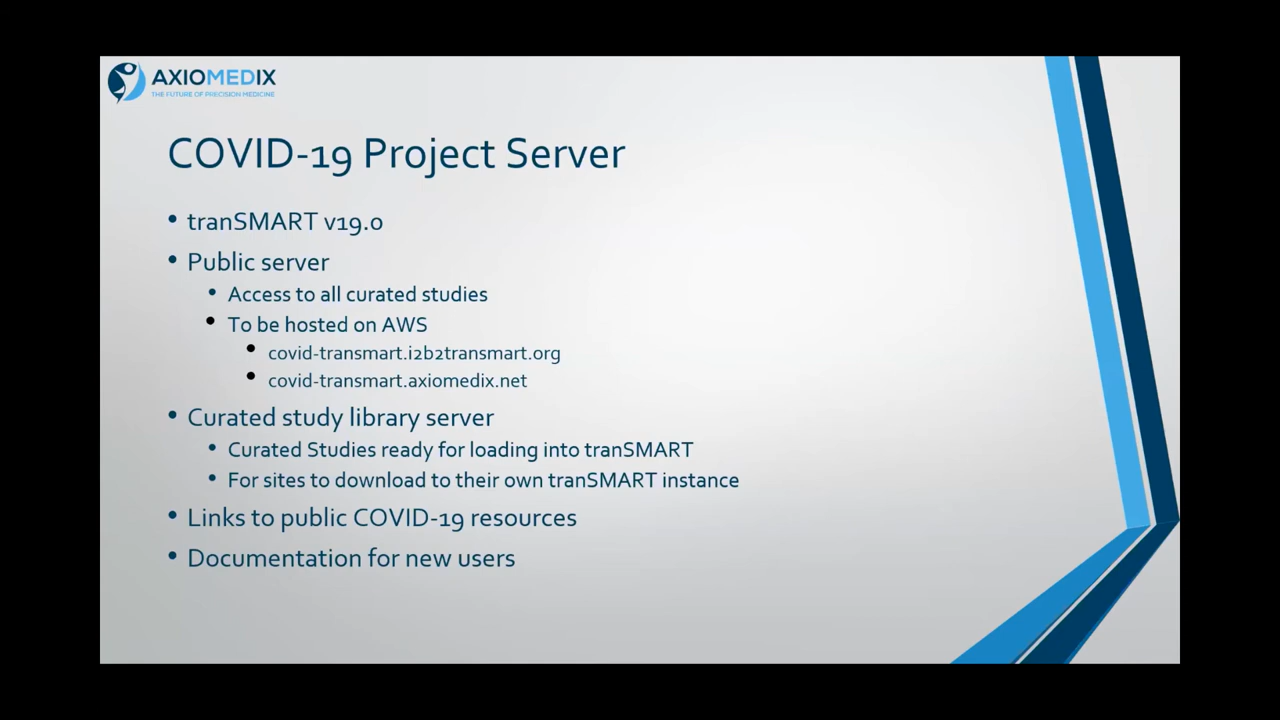 AXIOMEDIX
THE FUTURE OF PRECISION MEDICINE
COVID-19 Project Server
• tranSMART v19.0
• Public server
• Access to all curated studies
• To be hosted on AWS
• covid-transmart.i2b2transmart.org
• covid-transmart.axiomedix.net
• Curated study library server
• Curated Studies ready for loading into tranSMART
• For sites to download to their own tranSMART instance
• Links to public COVID-19 resources
• Documentation for new users